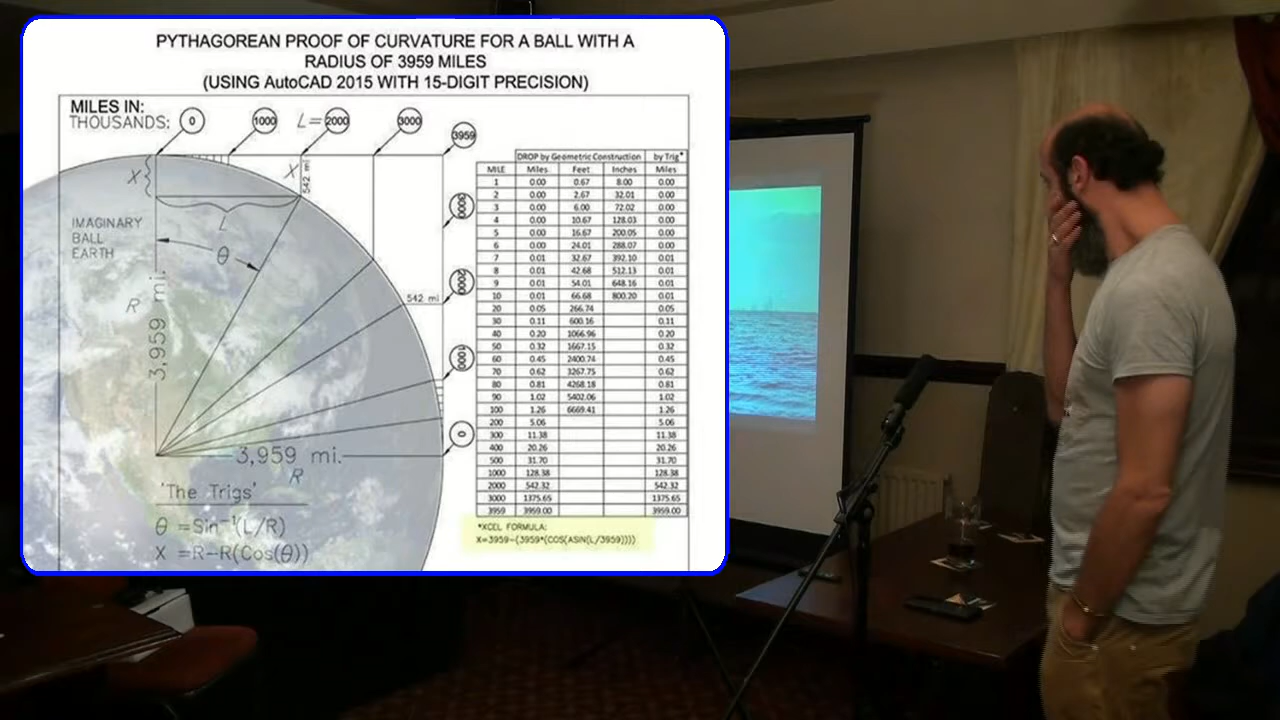 PYTHAGOREAN PROOF OF CURVATURE FOR A BALL WITH A
RADIUS OF 3959 MILES
(USING AutoCAD 2015 WITH 15-DIGIT PRECISION)
MILES IN:
THOUSANDS:
0
1000
L=2000
3000
3959
X
X
542 mi
L
IMAGINARY
BALL
EARTH
θ
R
3,959 mi.
3000
2000
542 mi
1000
0
3,959 mi.
R
'The Trigs'
θ =Sin⁻¹(L/R)
X =R-R(Cos(θ))
DROP by Geometric Construction by Trig*
MILE Miles Feet Inches Miles
1 0.00 0.67 8.00 0.00
2 0.00 2.67 32.01 0.00
3 0.00 6.00 72.02 0.00
4 0.00 10.67 128.03 0.00
5 0.00 16.67 200.05 0.00
6 0.00 24.01 288.07 0.00
7 0.01 32.67 392.10 0.01
8 0.01 42.68 512.13 0.01
9 0.01 54.01 648.16 0.01
10 0.01 66.68 800.20 0.01
20 0.05 266.74 0.05
30 0.11 600.16 0.11
40 0.20 1066.96 0.20
50 0.32 1667.15 0.32
60 0.45 2400.74 0.45
70 0.62 3267.75 0.62
80 0.81 4268.18 0.81
90 1.02 5402.06 1.02
100 1.26 6669.41 1.26
200 5.06 5.06
300 11.38 11.38
400 20.26 20.26
500 31.70 31.70
1000 128.38 128.38
2000 542.32 542.32
3000 1375.65 1375.65
3959 3959.00 3959.00
*XCEL FORMULA:
X=3959-(3959*(COS(ASIN(L/3959))))